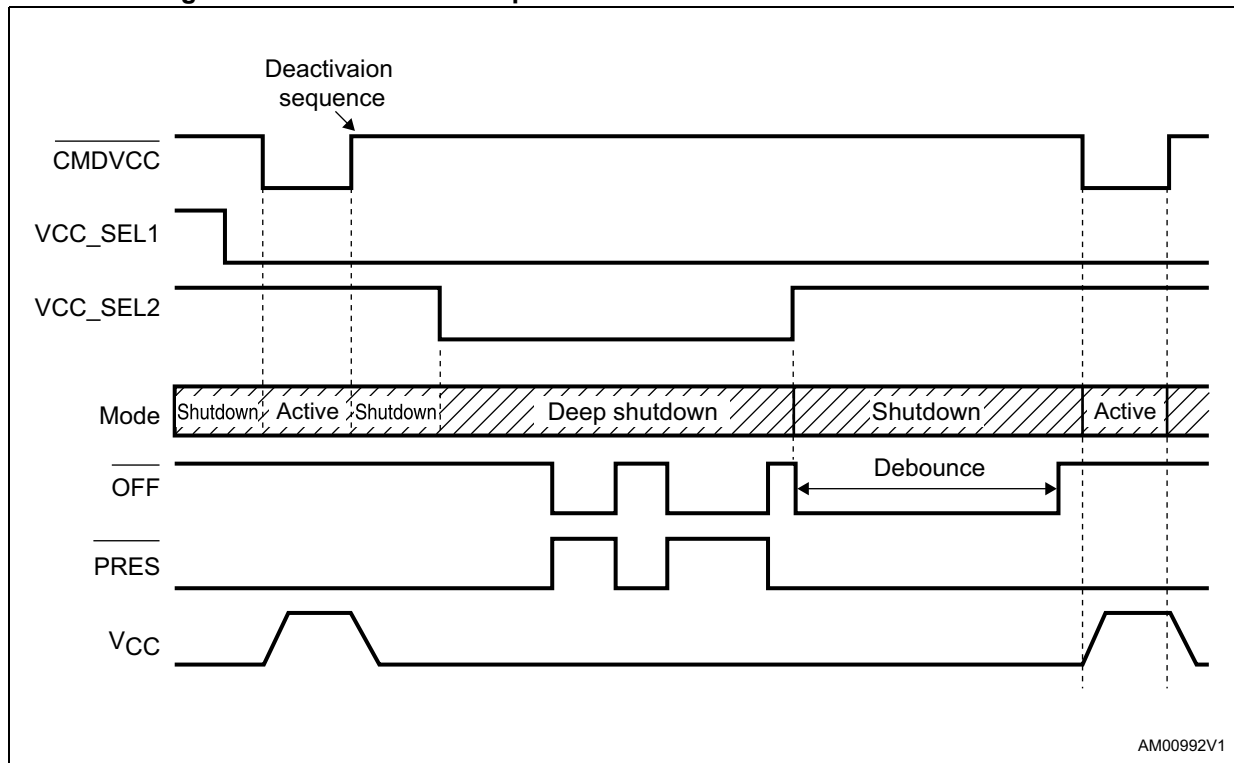 Deactivaion
sequence
CMDVCC
VCC_SEL1
VCC_SEL2
Mode
Shutdown
Active
Shutdown
Deep shutdown
Shutdown
Active
OFF
Debounce
PRES
VCC
AM00992V1